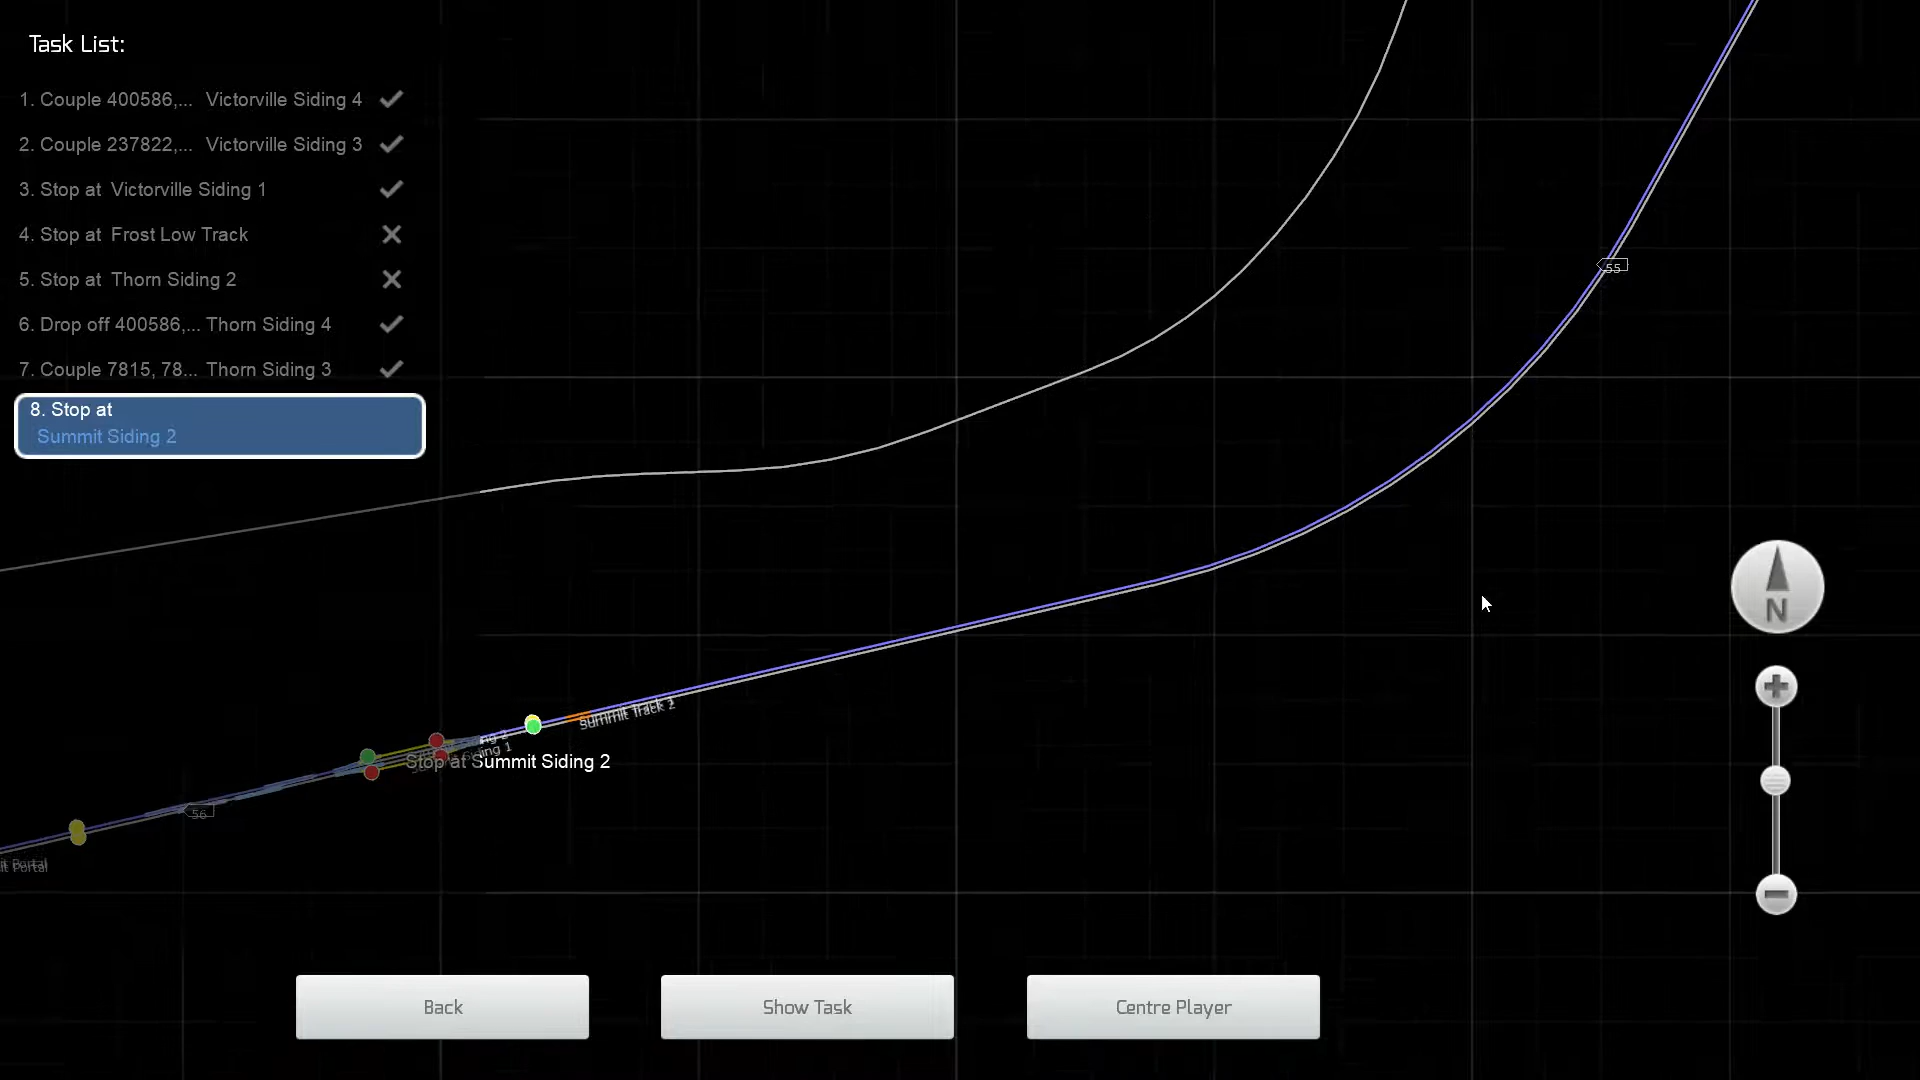 Task List:
1. Couple 400586,... Victorville Siding 4
2. Couple 237822,... Victorville Siding 3
3. Stop at Victorville Siding 1
4. Stop at Frost Low Track
5. Stop at Thorn Siding 2
6. Drop off 400586,... Thorn Siding 4
7. Couple 7815, 78... Thorn Siding 3
8. Stop at
Summit Siding 2
55
N
Summit Track 2
Stop at Summit Siding 2
56
Back
Show Task
Centre Player